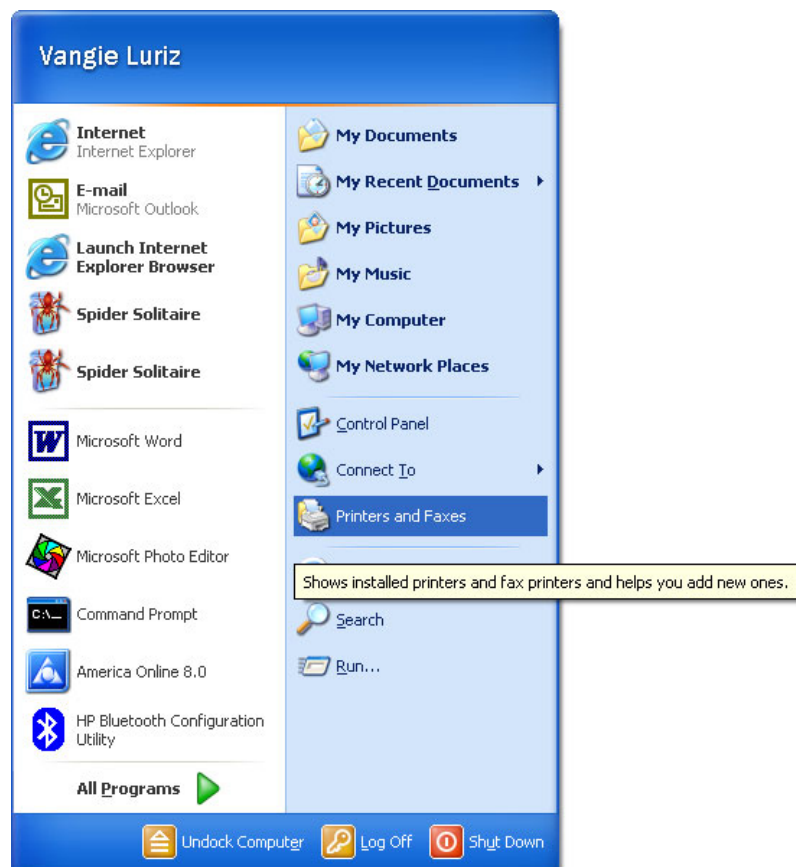 Vangie Luriz
Internet
Internet Explorer
E-mail
Microsoft Outlook
Launch Internet
Explorer Browser
Spider Solitaire
Spider Solitaire
Microsoft Word
Microsoft Excel
Microsoft Photo Editor
C:\_
Command Prompt
America Online 8.0
HP Bluetooth Configuration
Utility
All Programs
My Documents
My Recent Documents
My Pictures
My Music
My Computer
My Network Places
Control Panel
Connect To
Printers and Faxes
Shows installed printers and fax printers and helps you add new ones.
Search
Run...
Undock Computer
Log Off
Shut Down